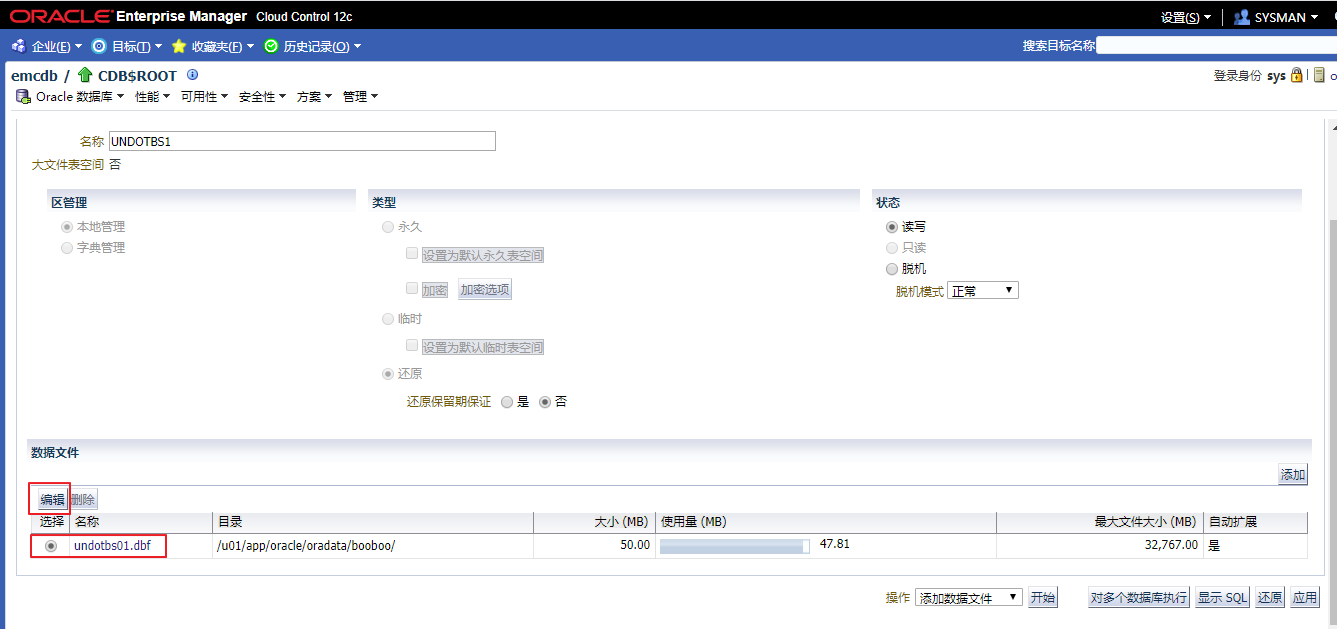 ORACLE Enterprise Manager Cloud Control 12c 设置(S) SYSMAN
企业(E) 目标(T) 收藏夹(F) 历史记录(O) 搜索目标名称
emcdb / CDB$ROOT 登录身份 sys
Oracle 数据库 性能 可用性 安全性 方案 管理
名称 UNDOTBS1
大文件表空间 否
区管理 类型 状态
本地管理 永久 读写
字典管理 只读
设置为默认永久表空间
脱机
加密 加密选项 脱机模式 正常
临时
设置为默认临时表空间
还原
还原保留期保证 是 否
数据文件
添加
编辑 删除
选择 名称 目录 大小 (MB) 使用量 (MB) 最大文件大小 (MB) 自动扩展
undotbs01.dbf /u01/app/oracle/oradata/booboo/ 50.00 47.81 32,767.00 是
操作 添加数据文件 开始 对多个数据库执行 显示 SQL 还原 应用